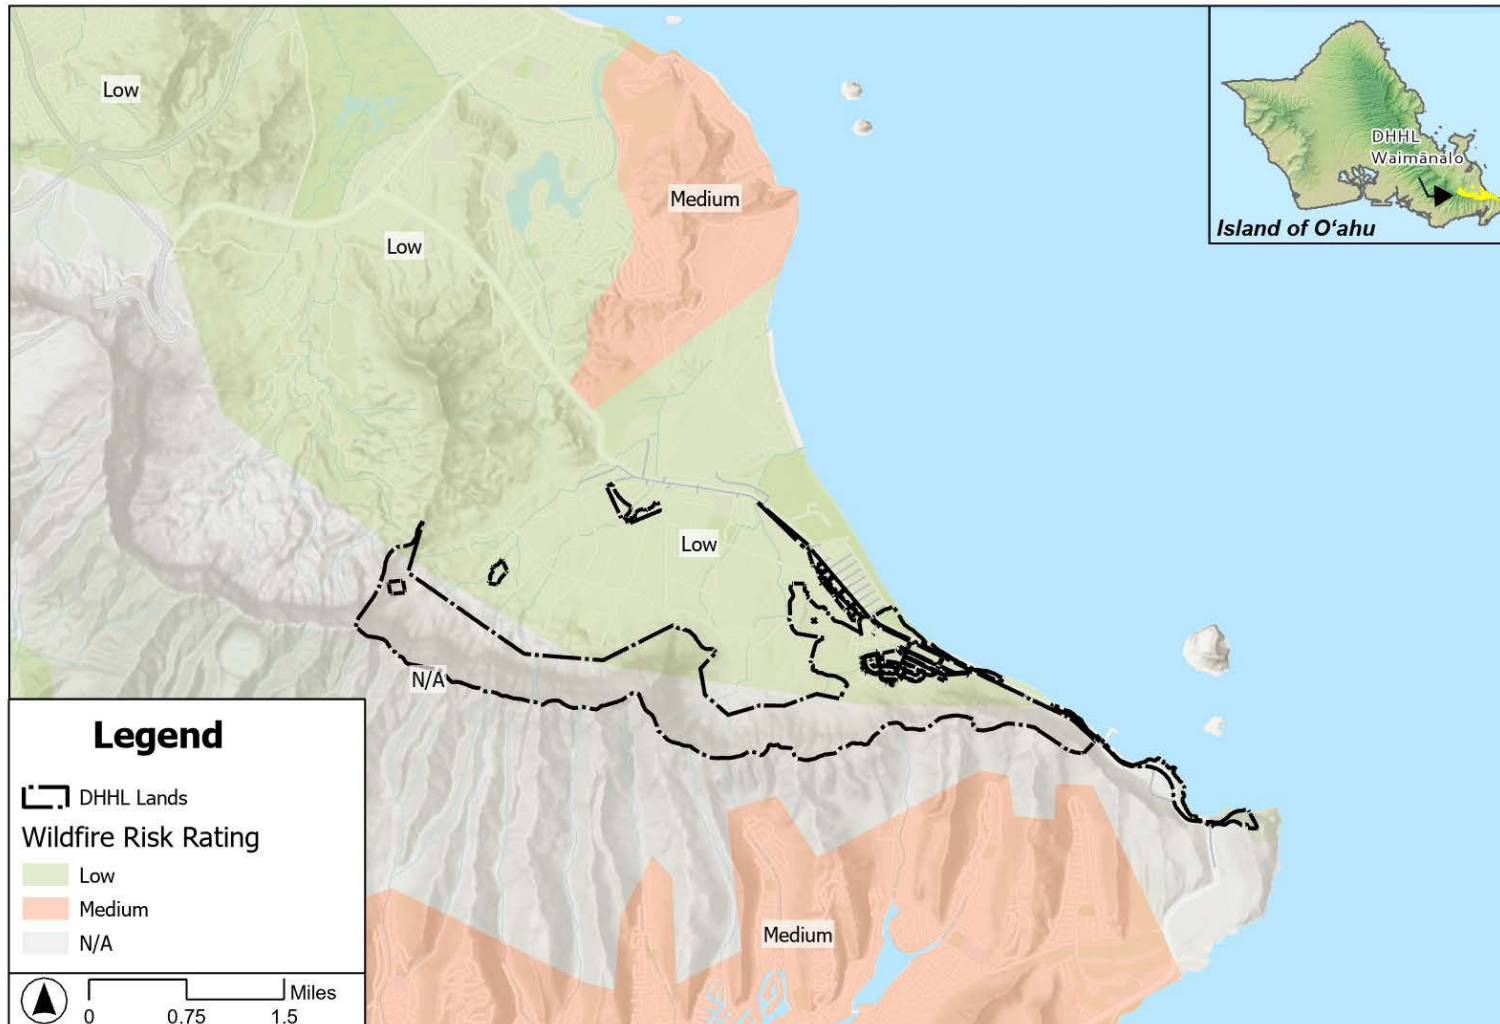 Low
Medium
Low
DHHL
Waimānalo
Island of O‘ahu
Low
N/A
Medium
Legend
DHHL Lands
Wildfire Risk Rating
Low
Medium
N/A
Miles
0
0.75
1.5